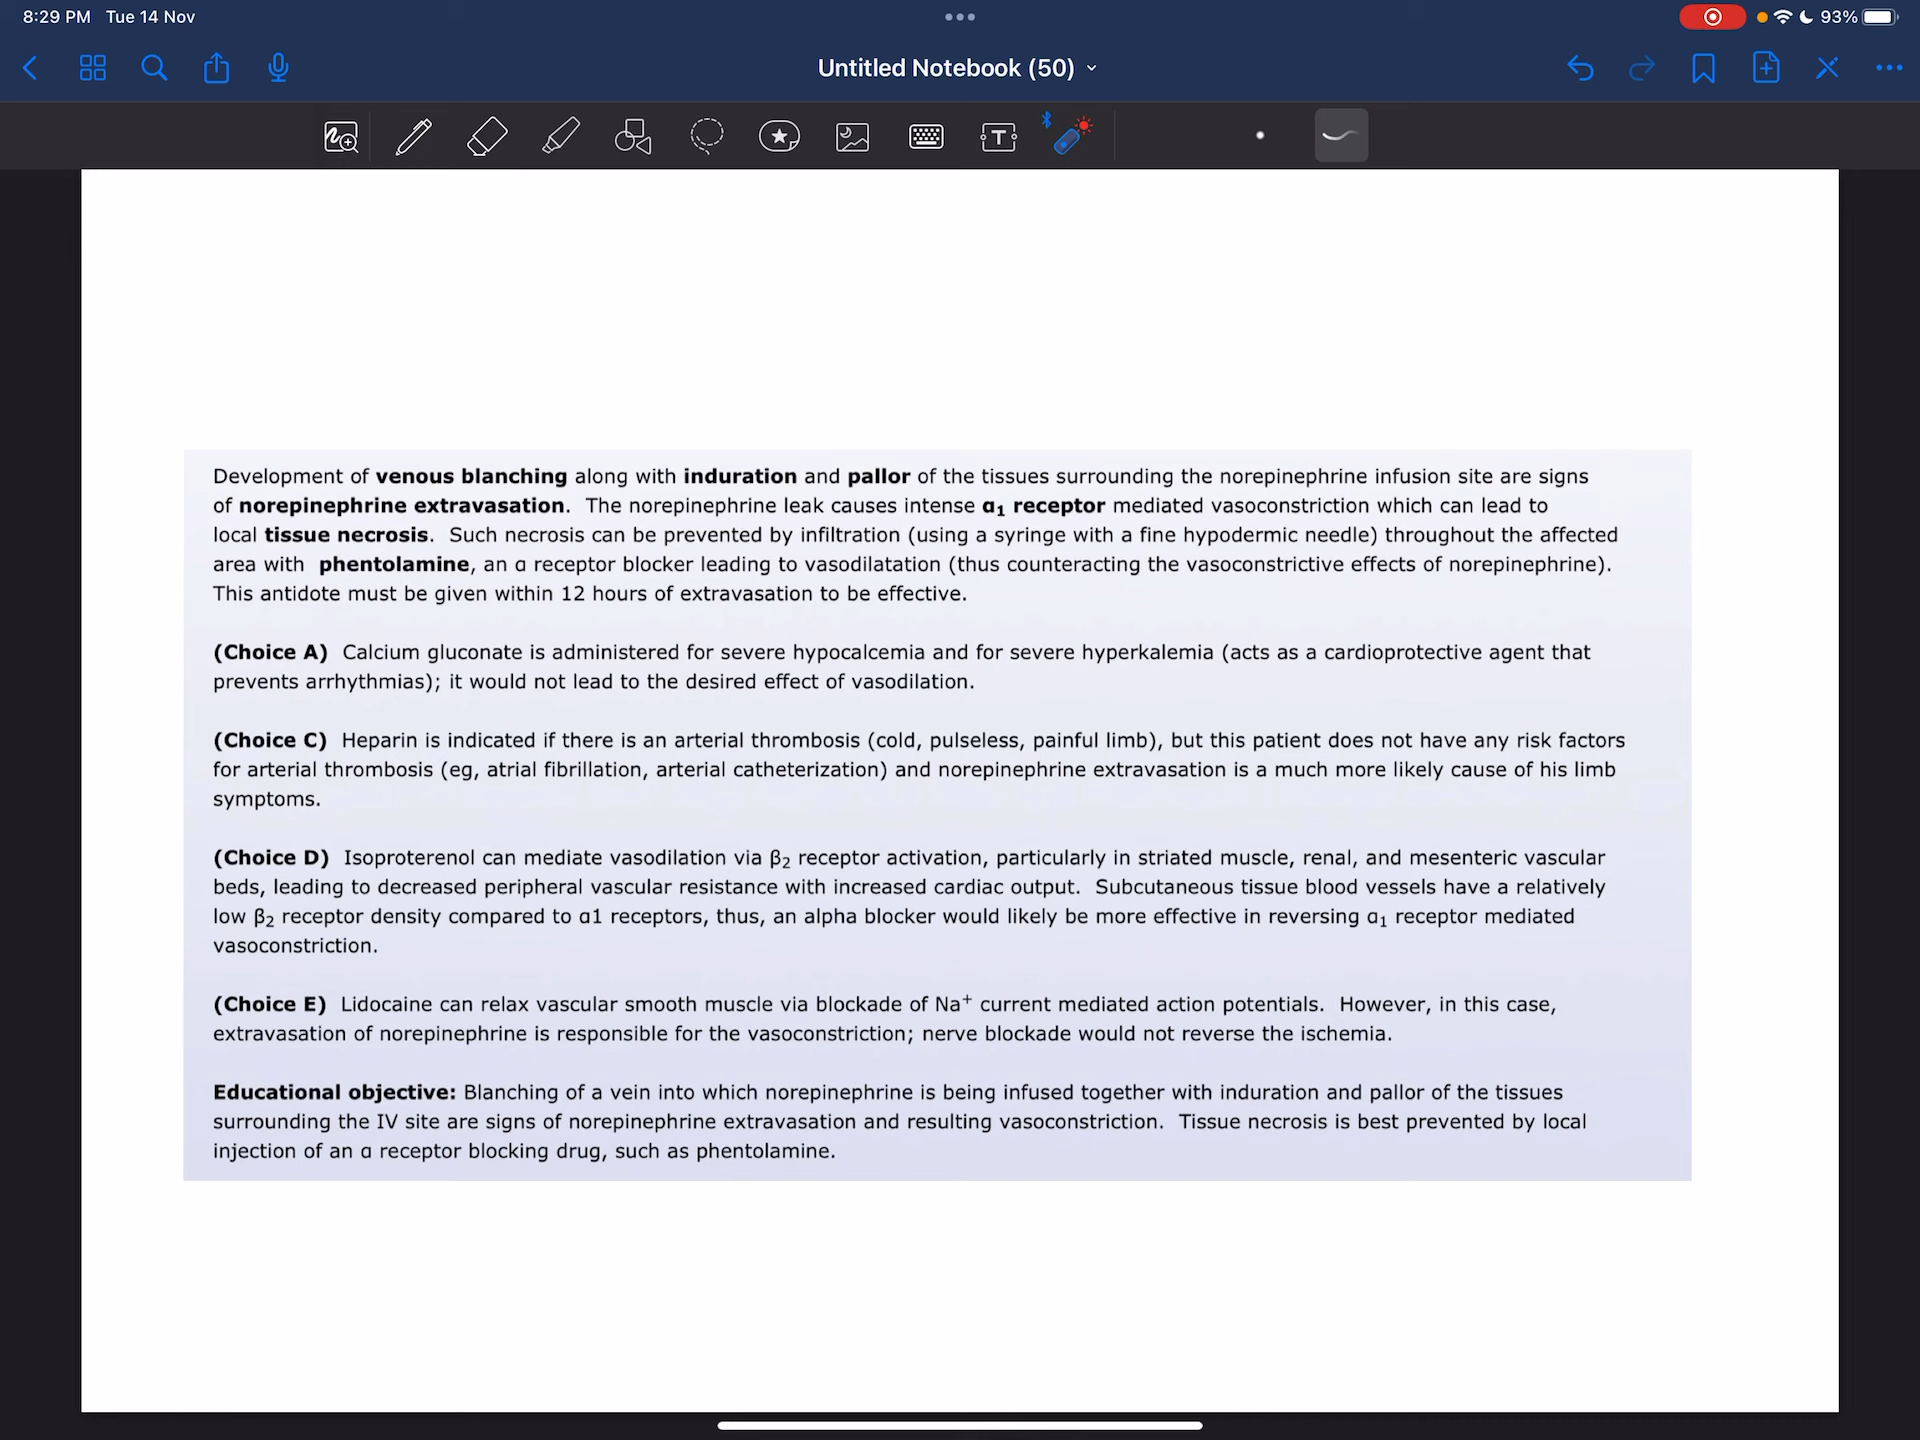 8:29 PM Tue 14 Nov
93%
Untitled Notebook (50)
T
Development of venous blanching along with induration and pallor of the tissues surrounding the norepinephrine infusion site are signs
of norepinephrine extravasation. The norepinephrine leak causes intense α₁ receptor mediated vasoconstriction which can lead to
local tissue necrosis. Such necrosis can be prevented by infiltration (using a syringe with a fine hypodermic needle) throughout the affected
area with phentolamine, an α receptor blocker leading to vasodilatation (thus counteracting the vasoconstrictive effects of norepinephrine).
This antidote must be given within 12 hours of extravasation to be effective.
(Choice A) Calcium gluconate is administered for severe hypocalcemia and for severe hyperkalemia (acts as a cardioprotective agent that
prevents arrhythmias); it would not lead to the desired effect of vasodilation.
(Choice C) Heparin is indicated if there is an arterial thrombosis (cold, pulseless, painful limb), but this patient does not have any risk factors
for arterial thrombosis (eg, atrial fibrillation, arterial catheterization) and norepinephrine extravasation is a much more likely cause of his limb
symptoms.
(Choice D) Isoproterenol can mediate vasodilation via β₂ receptor activation, particularly in striated muscle, renal, and mesenteric vascular
beds, leading to decreased peripheral vascular resistance with increased cardiac output. Subcutaneous tissue blood vessels have a relatively
low β₂ receptor density compared to α1 receptors, thus, an alpha blocker would likely be more effective in reversing α₁ receptor mediated
vasoconstriction.
(Choice E) Lidocaine can relax vascular smooth muscle via blockade of Na⁺ current mediated action potentials. However, in this case,
extravasation of norepinephrine is responsible for the vasoconstriction; nerve blockade would not reverse the ischemia.
Educational objective: Blanching of a vein into which norepinephrine is being infused together with induration and pallor of the tissues
surrounding the IV site are signs of norepinephrine extravasation and resulting vasoconstriction. Tissue necrosis is best prevented by local
injection of an α receptor blocking drug, such as phentolamine.